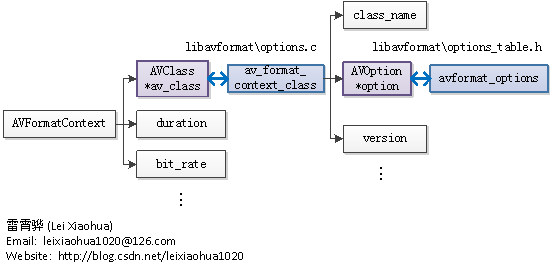 class_name
libavformat\options.c
libavformat\options_table.h
AVClass
*av_class
av_format_
context_class
AVOption
*option
avformat_options
AVFormatContext
duration
version
bit_rate
雷霄骅 (Lei Xiaohua)
Email: leixiaohua1020@126.com
Website: http://blog.csdn.net/leixiaohua1020